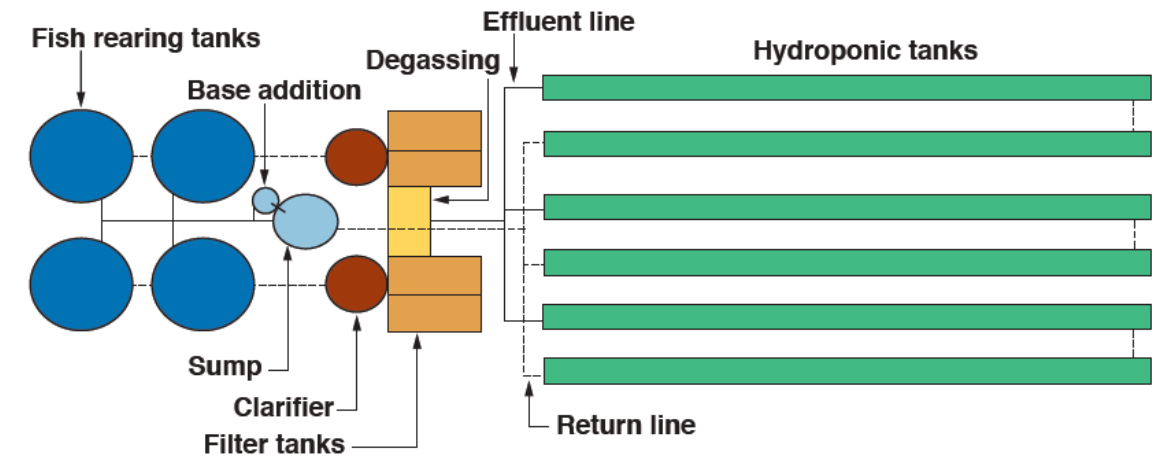 Effluent line
Fish rearing tanks
Hydroponic tanks
Degassing
Base addition
Sump
Clarifier
Return line
Filter tanks